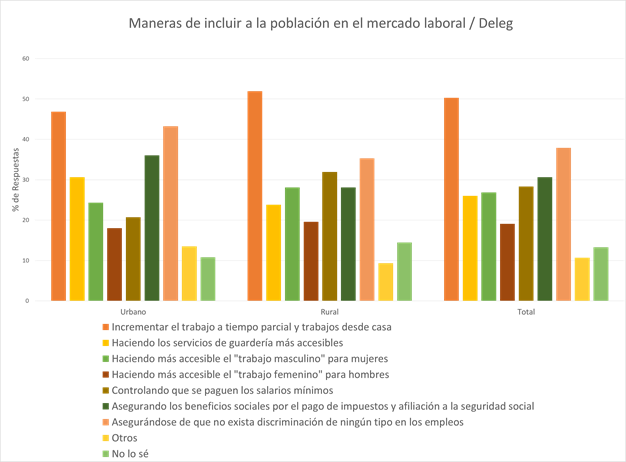 Maneras de incluir a la población en el mercado laboral / Deleg
60
50
40
30
20
10
0
% de Respuestas
Urbano Rural Total
Incrementar el trabajo a tiempo parcial y trabajos desde casa
Haciendo los servicios de guardería más accesibles
Haciendo más accesible el "trabajo masculino" para mujeres
Haciendo más accesible el "trabajo femenino" para hombres
Controlando que se paguen los salarios mínimos
Asegurando los beneficios sociales por el pago de impuestos y afiliación a la seguridad social
Asegurándose de que no exista discriminación de ningún tipo en los empleos
Otros
No lo sé